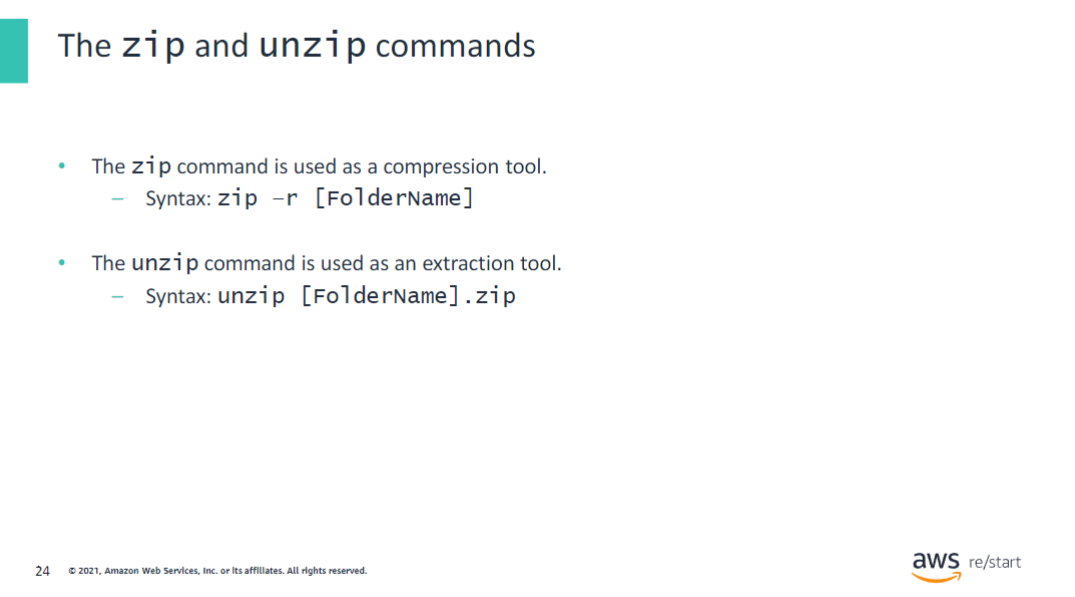 The zip and unzip commands
• The zip command is used as a compression tool.
– Syntax: zip –r [FolderName]
• The unzip command is used as an extraction tool.
– Syntax: unzip [FolderName].zip
24 © 2021, Amazon Web Services, Inc. or its affiliates. All rights reserved.
aws re/start